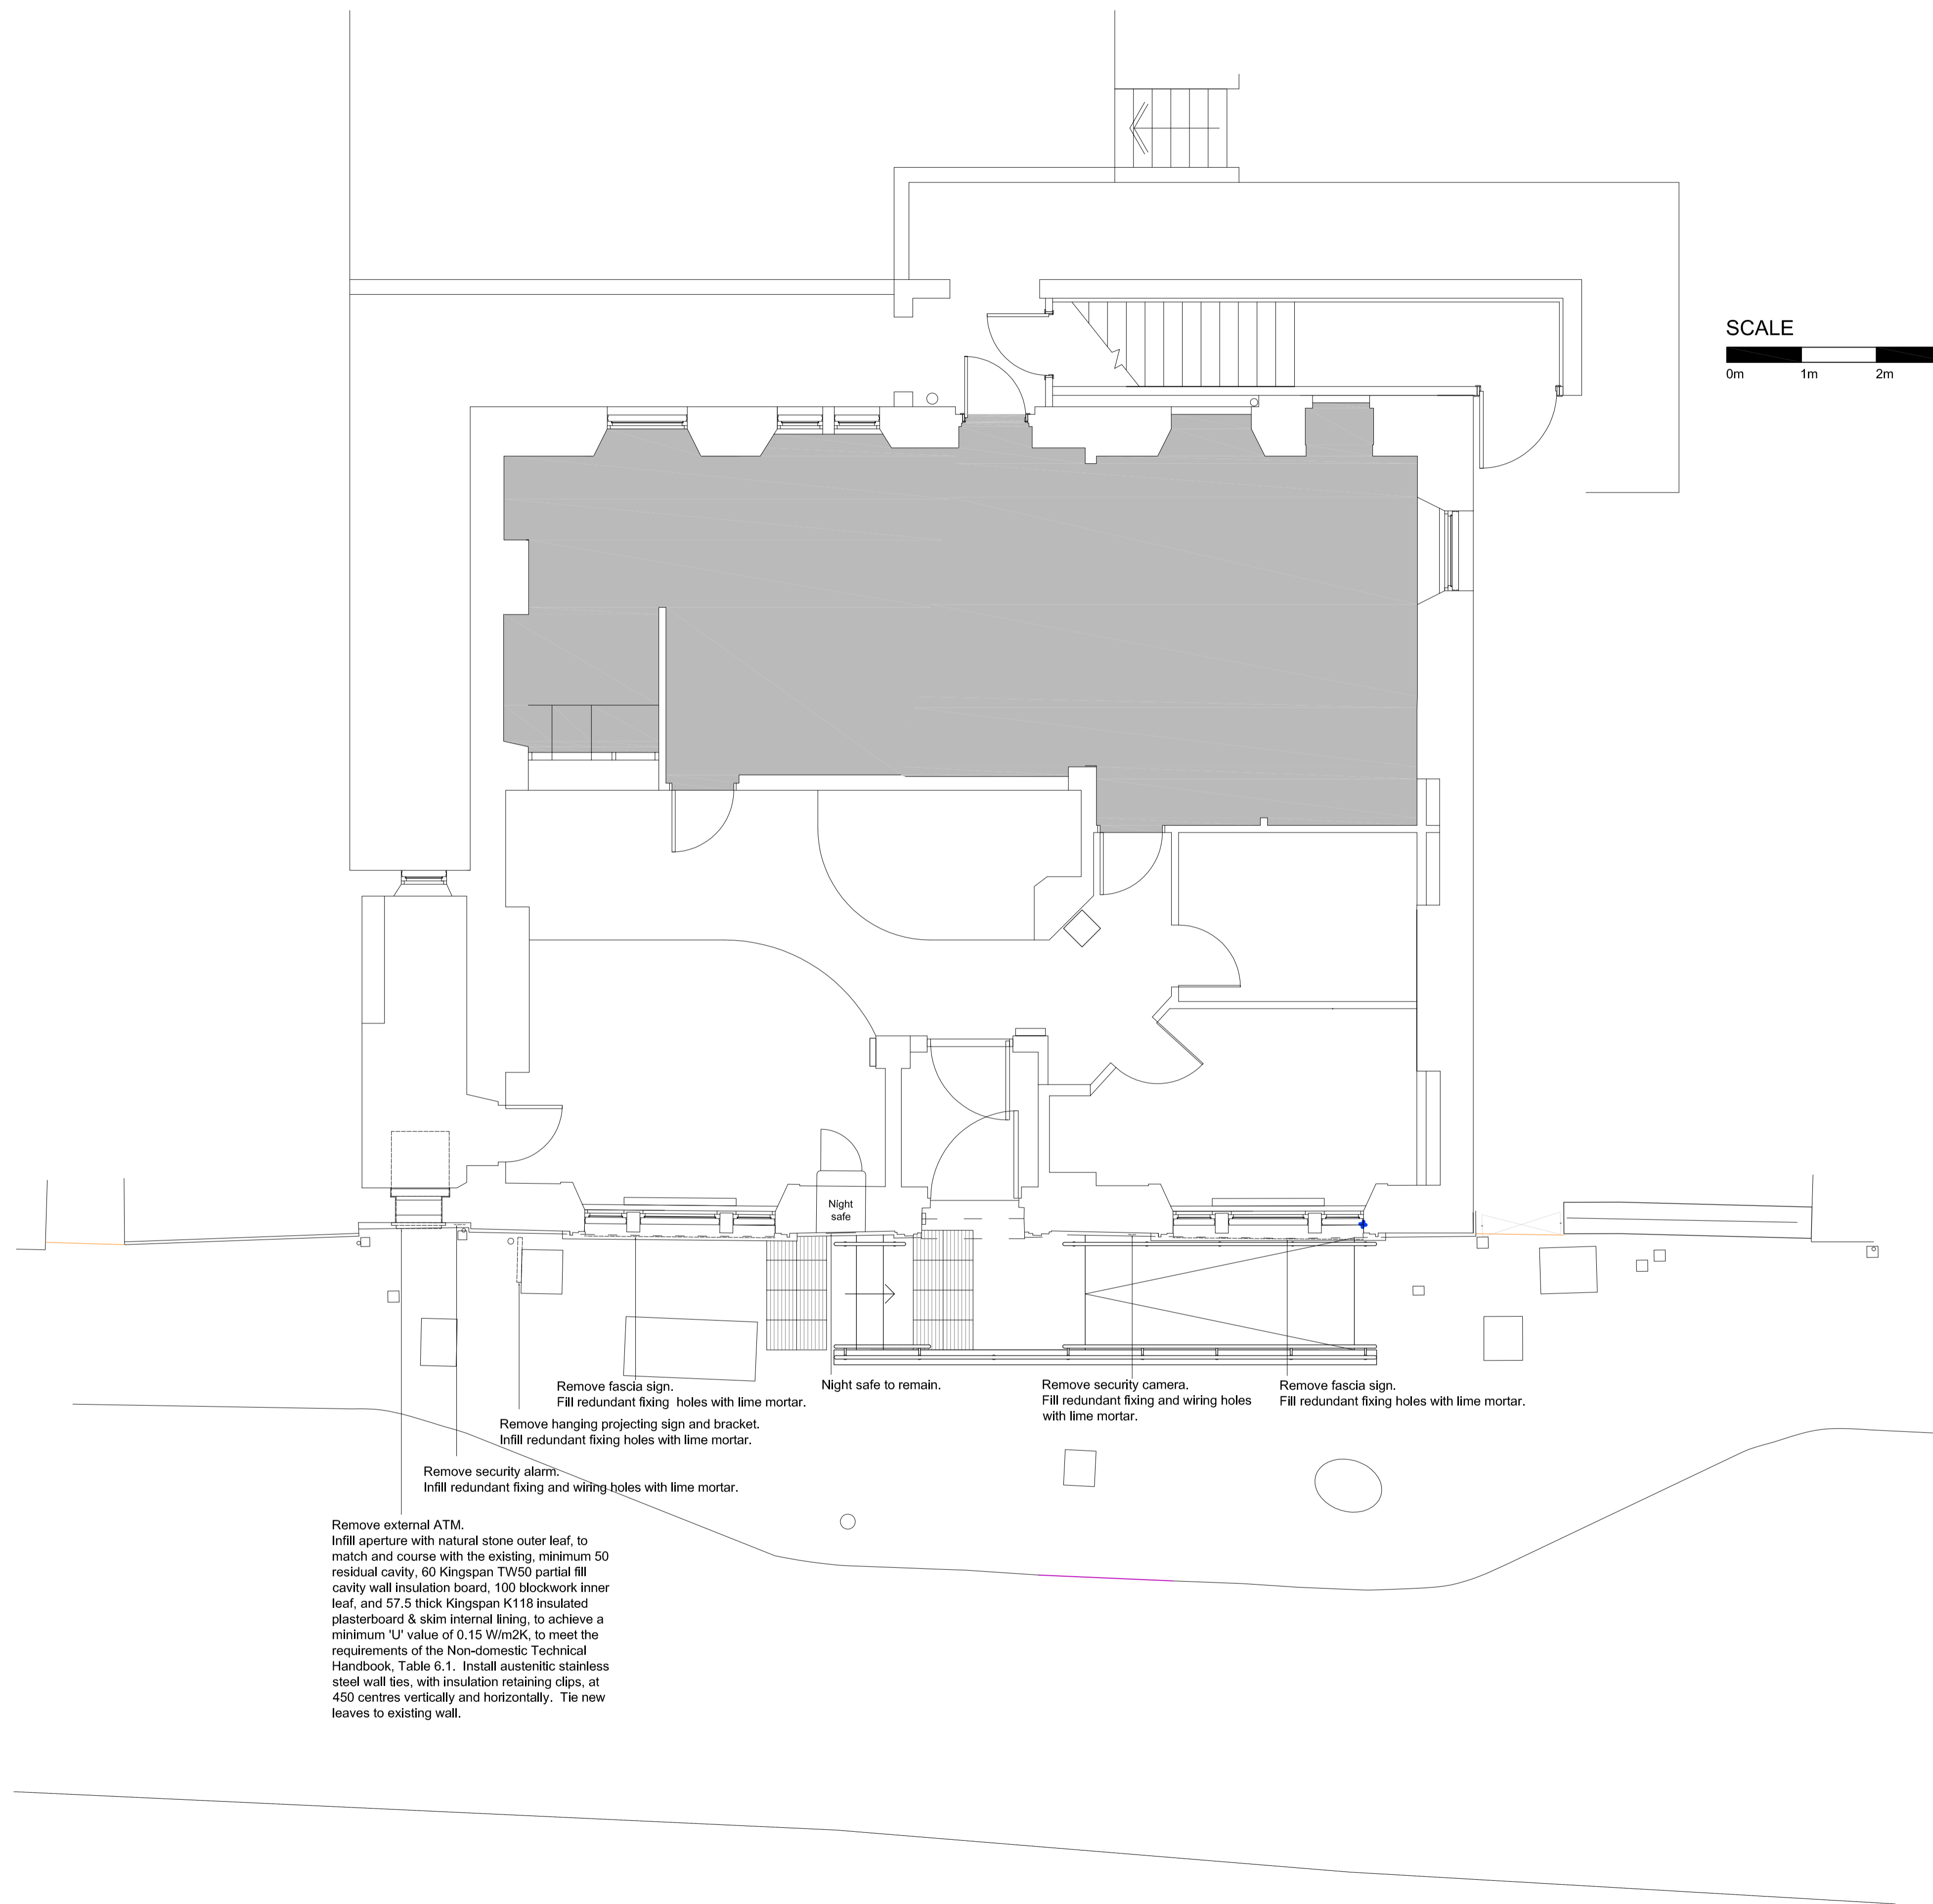 SCALE
0m 1m 2m
Night
safe
Remove fascia sign.
Fill redundant fixing holes with lime mortar.
Night safe to remain.
Remove security camera.
Fill redundant fixing and wiring holes
with lime mortar.
Remove fascia sign.
Fill redundant fixing holes with lime mortar.
Remove hanging projecting sign and bracket.
Infill redundant fixing holes with lime mortar.
Remove security alarm.
Infill redundant fixing and wiring holes with lime mortar.
Remove external ATM.
Infill aperture with natural stone outer leaf, to
match and course with the existing, minimum 50
residual cavity, 60 Kingspan TW50 partial fill
cavity wall insulation board, 100 blockwork inner
leaf, and 57.5 thick Kingspan K118 insulated
plasterboard & skim internal lining, to achieve a
minimum 'U' value of 0.15 W/m2K, to meet the
requirements of the Non-domestic Technical
Handbook, Table 6.1. Install austenitic stainless
steel wall ties, with insulation retaining clips, at
450 centres vertically and horizontally. Tie new
leaves to existing wall.